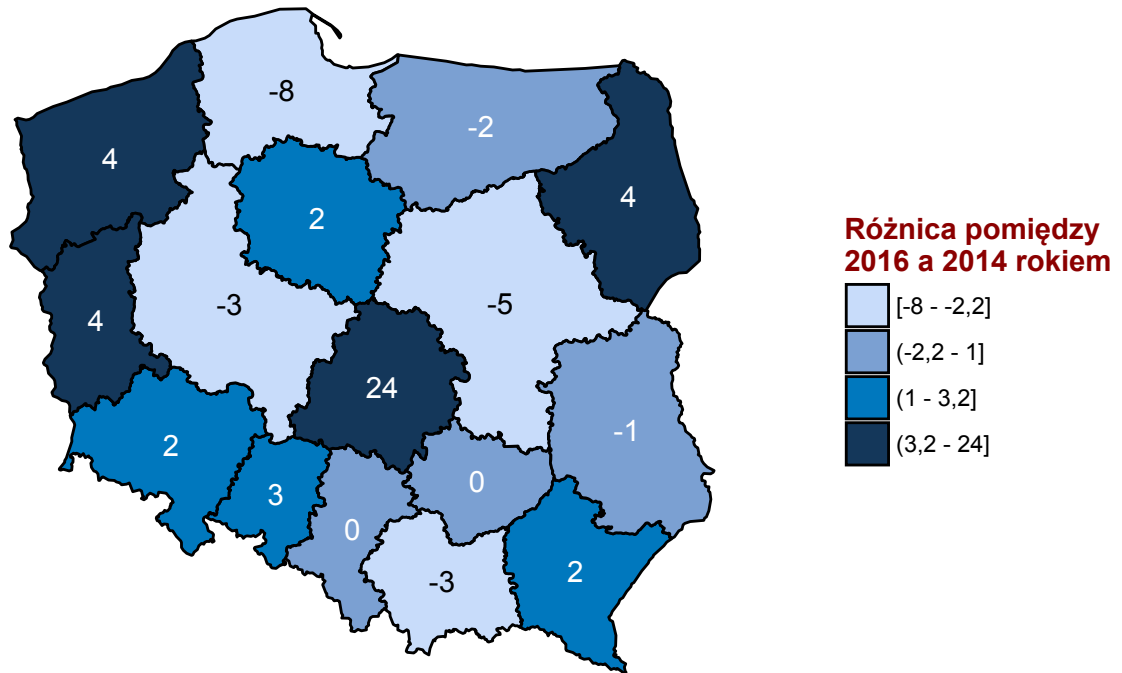 -8
-2
4
4
2
-3
-5
4
24
-1
2
0
3
0
2
-3
Różnica pomiędzy
2016 a 2014 rokiem
[-8 - -2,2]
(-2,2 - 1]
(1 - 3,2]
(3,2 - 24]